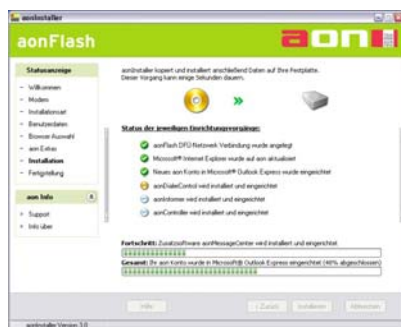 aonInstaller
aonFlash
aon
Statusanzeige
- Willkommen
- Modem
- Installationsart
- Benutzerdaten
- Browser Auswahl
- aon Extras
- Installation
- Fertigstellung
aon Info
» Support
» Info über
aonInstaller kopiert und installiert anschließend Daten auf Ihre Festplatte.
Dieser Vorgang kann einige Sekunden dauern.
Status der jeweiligen Einrichtungsvorgänge:
aonFlash DFÜ-Netzwerk Verbindung wurde angelegt
Microsoft® Internet Explorer wurde auf aon aktualisiert
Neues aon Konto in Microsoft® Outlook Express wurde eingerichtet
aonDialerControl wird installiert und eingerichtet
aonInformer wird installiert und eingerichtet
aonController wird installiert und eingerichtet
Fortschritt: Zusatzsoftware aonMessageCenter wird installiert und eingerichtet
Gesamt: Ihr aon Konto wurde in Microsoft® Outlook Express eingerichtet (48% abgeschlossen)
Hilfe
< Zurück
Installieren
Abbrechen
aonInstaller Version 3.0